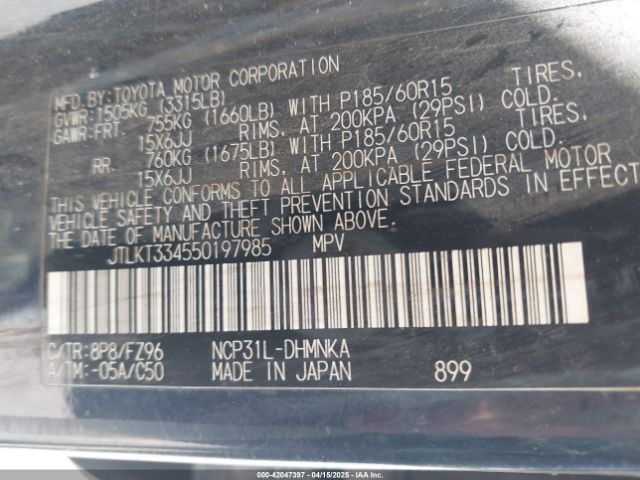 MFD.BY:TOYOTA MOTOR CORPORATION
GVWR:1505KG (3315LB)
GAWR:FRT. 755KG (1660LB) WITH P185/60R15 TIRES,
15X6JJ RIMS, AT 200KPA (29PSI) COLD.
RR. 760KG (1675LB) WITH P185/60R15 TIRES,
15X6JJ RIMS, AT 200KPA (29PSI) COLD.
THIS VEHICLE CONFORMS TO ALL APPLICABLE FEDERAL MOTOR
VEHICLE SAFETY AND THEFT PREVENTION STANDARDS IN EFFECT
ON THE DATE OF MANUFACTURE SHOWN ABOVE.
JTLKT334550197985 MPV
C/TR:8P8/FZ96 NCP31L-DHMNKA
A/TM:-05A/C50 MADE IN JAPAN 899
000-42047397 - 04/15/2025 - IAA Inc.